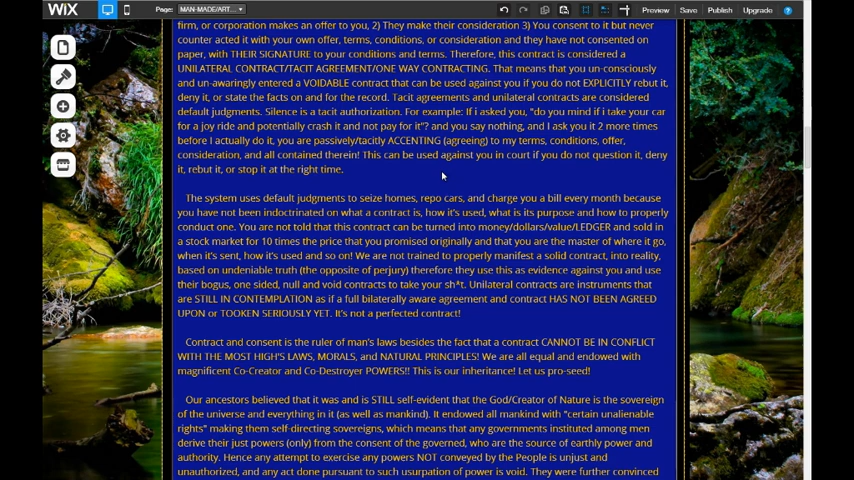 WiX
Page: MAN-MADE/ART...
Preview
Save
Publish
Upgrade
?
firm, or corporation makes an offer to you, 2) They make their consideration 3) You consent to it but never
counter acted it with your own offer, terms, conditions, or consideration and they have not consented on
paper, with THEIR SIGNATURE to your conditions and terms. Therefore, this contract is considered a
UNILATERAL CONTRACT/TACIT AGREEMENT/ONE WAY CONTRACTING. That means that you un-consciously
and un-awaringly entered a VOIDABLE contract that can be used against you if you do not EXPLICITLY rebut it,
deny it, or state the facts on and for the record. Tacit agreements and unilateral contracts are considered
default judgments. Silence is a tacit authorization. For example: If i asked you, "do you mind if i take your car
for a joy ride and potentially crash it and not pay for it"? and you say nothing, and I ask you it 2 more times
before I actually do it, you are passively/tacitly ACCENTING (agreeing) to my terms, conditions, offer,
consideration, and all contained therein! This can be used against you in court if you do not question it, deny
it, rebut it, or stop it at the right time.
The system uses default judgments to seize homes, repo cars, and charge you a bill every month because
you have not been indoctrinated on what a contract is, how it's used, what is its purpose and how to properly
conduct one. You are not told that this contract can be turned into money/dollars/value/LEDGER and sold in
a stock market for 10 times the price that you promised originally and that you are the master of where it go,
when it's sent, how it's used and so on! We are not trained to properly manifest a solid contract, into reality,
based on undeniable truth (the opposite of perjury) therefore they use this as evidence against you and use
their bogus, one sided, null and void contracts to take your sh*t. Unilateral contracts are instruments that
are STILL IN CONTEMPLATION as if a full bilaterally aware agreement and contract HAS NOT BEEN AGREED
UPON or TOOKEN SERIOUSLY YET. It's not a perfected contract!
Contract and consent is the ruler of man's laws besides the fact that a contract CANNOT BE IN CONFLICT
WITH THE MOST HIGH'S LAWS, MORALS, and NATURAL PRINCIPLES! We are all equal and endowed with
magnificent Co-Creator and Co-Destroyer POWERS!! This is our inheritance! Let us pro-seed!
Our ancestors believed that it was and is STILL self-evident that the God/Creator of Nature is the sovereign
of the universe and everything in it (as well as mankind). It endowed all mankind with "certain unalienable
rights" making them self-directing sovereigns, which means that any governments instituted among men
derive their just powers (only) from the consent of the governed, who are the source of earthly power and
authority. Hence any attempt to exercise any powers NOT conveyed by the People is unjust and
unauthorized, and any act done pursuant to such usurpation of power is void. They were further convinced